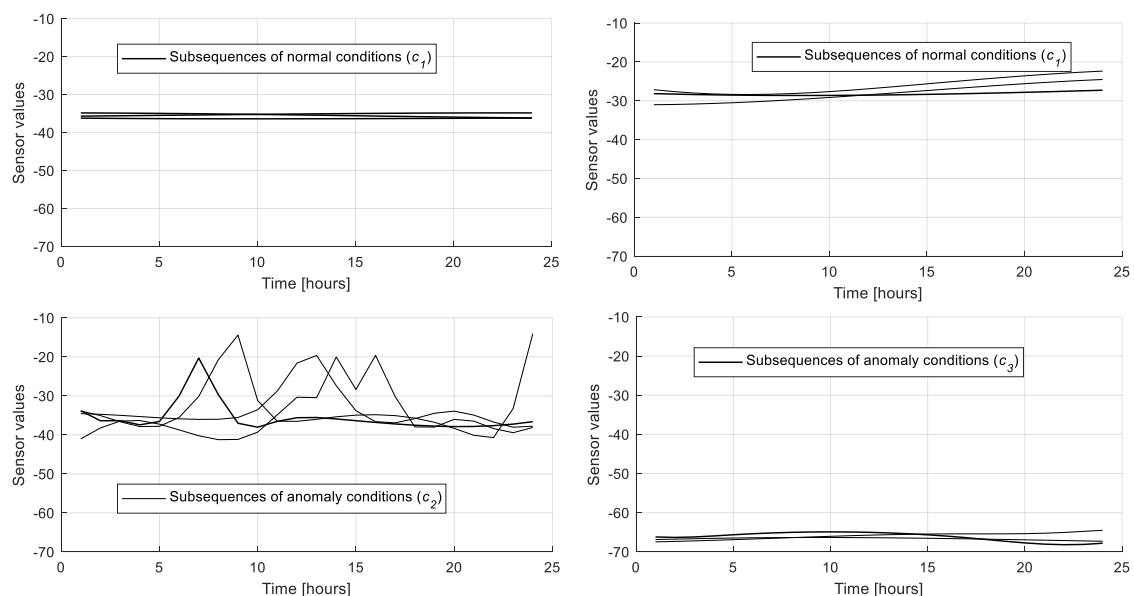 -10
-20
-30
-40
-50
-60
-70
Sensor values
Subsequences of normal conditions (c1)
0 5 10 15 20 25
Time [hours]
-10
-20
-30
-40
-50
-60
-70
Sensor values
Subsequences of normal conditions (c1)
0 5 10 15 20 25
Time [hours]
-10
-20
-30
-40
-50
-60
-70
Sensor values
Subsequences of anomaly conditions (c2)
0 5 10 15 20 25
Time [hours]
-10
-20
-30
-40
-50
-60
-70
Sensor values
Subsequences of anomaly conditions (c3)
0 5 10 15 20 25
Time [hours]